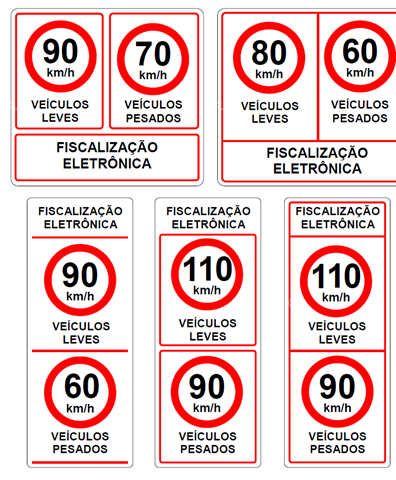 90
km/h
VEÍCULOS
LEVES
70
km/h
VEÍCULOS
PESADOS
FISCALIZAÇÃO
ELETRÔNICA
80
km/h
VEÍCULOS
LEVES
60
km/h
VEÍCULOS
PESADOS
FISCALIZAÇÃO
ELETRÔNICA
FISCALIZAÇÃO
ELETRÔNICA
90
km/h
VEÍCULOS
LEVES
60
km/h
VEÍCULOS
PESADOS
FISCALIZAÇÃO
ELETRÔNICA
110
km/h
VEÍCULOS
LEVES
90
km/h
VEÍCULOS
PESADOS
FISCALIZAÇÃO
ELETRÔNICA
110
km/h
VEÍCULOS
LEVES
90
km/h
VEÍCULOS
PESADOS